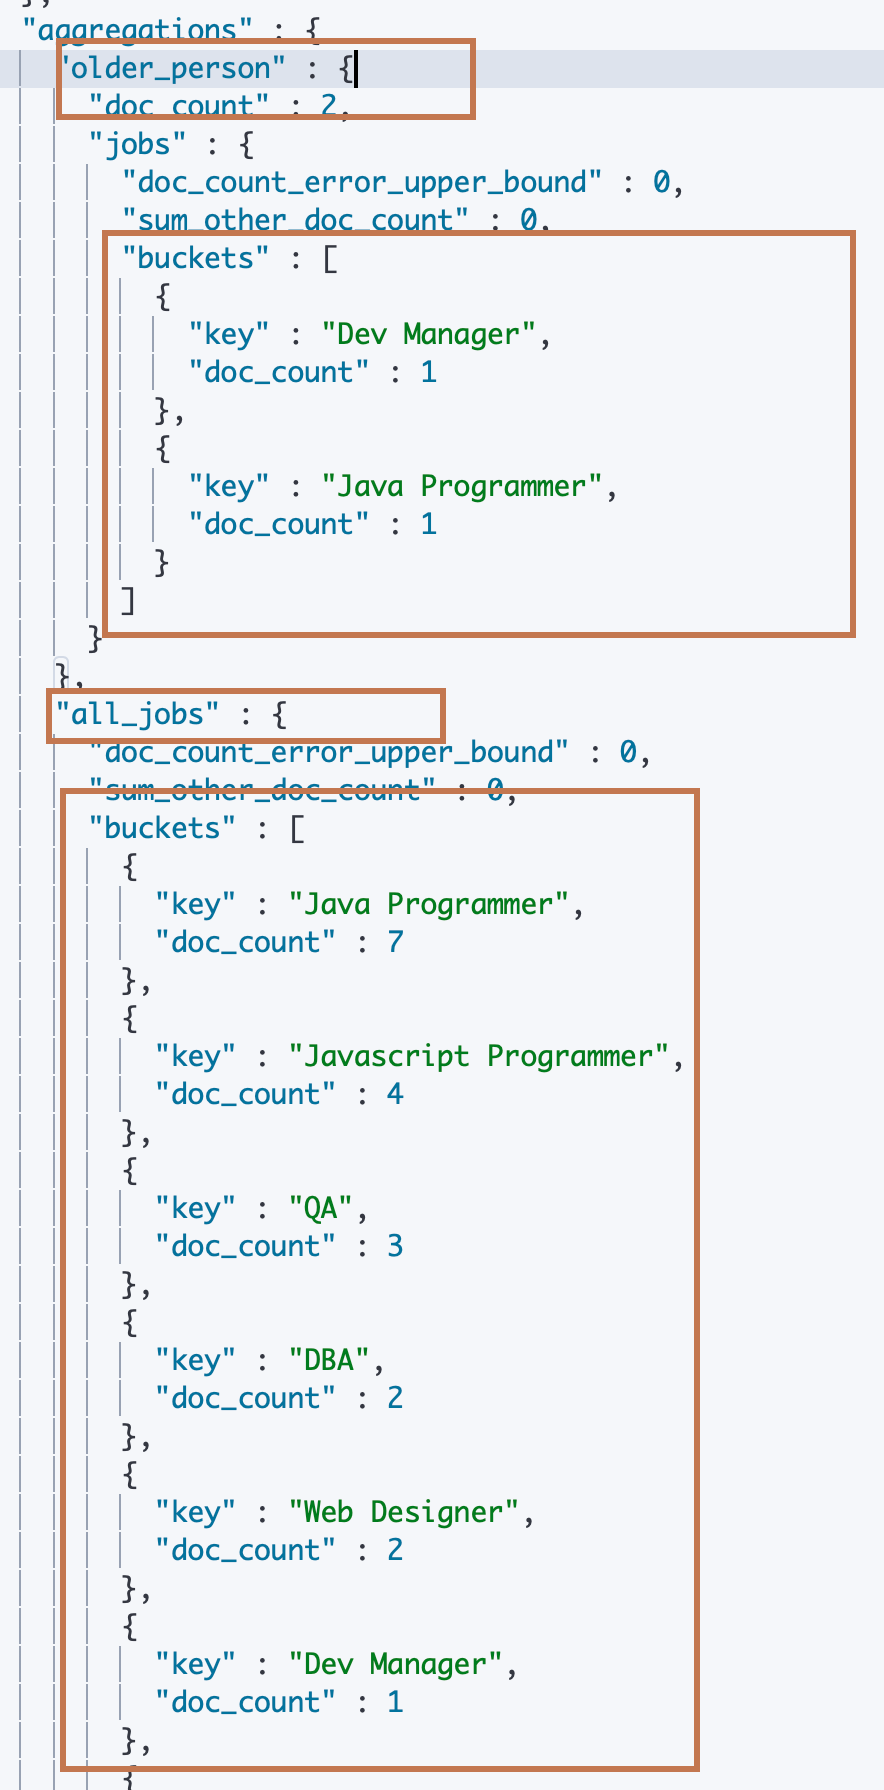 },
"aggregations" : {
"older_person" : {
"doc_count" : 2,
"jobs" : {
"doc_count_error_upper_bound" : 0,
"sum_other_doc_count" : 0,
"buckets" : [
{
"key" : "Dev Manager",
"doc_count" : 1
},
{
"key" : "Java Programmer",
"doc_count" : 1
}
]
}
},
"all_jobs" : {
"doc_count_error_upper_bound" : 0,
"sum_other_doc_count" : 0,
"buckets" : [
{
"key" : "Java Programmer",
"doc_count" : 7
},
{
"key" : "Javascript Programmer",
"doc_count" : 4
},
{
"key" : "QA",
"doc_count" : 3
},
{
"key" : "DBA",
"doc_count" : 2
},
{
"key" : "Web Designer",
"doc_count" : 2
},
{
"key" : "Dev Manager",
"doc_count" : 1
},
{